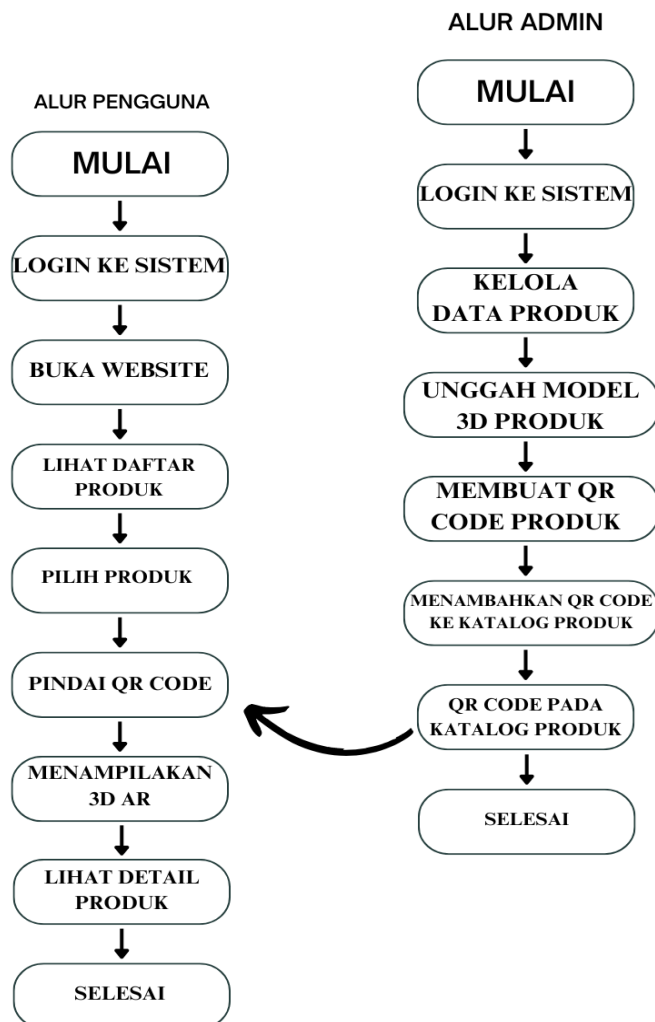 ALUR PENGGUNA
MULAI
LOGIN KE SISTEM
BUKA WEBSITE
LIHAT DAFTAR
PRODUK
PILIH PRODUK
PINDAI QR CODE
MENAMPILAKAN
3D AR
LIHAT DETAIL
PRODUK
SELESAI
ALUR ADMIN
MULAI
LOGIN KE SISTEM
KELOLA
DATA PRODUK
UNGGAH MODEL
3D PRODUK
MEMBUAT QR
CODE PRODUK
MENAMBAHKAN QR CODE
KE KATALOG PRODUK
QR CODE PADA
KATALOG PRODUK
SELESAI